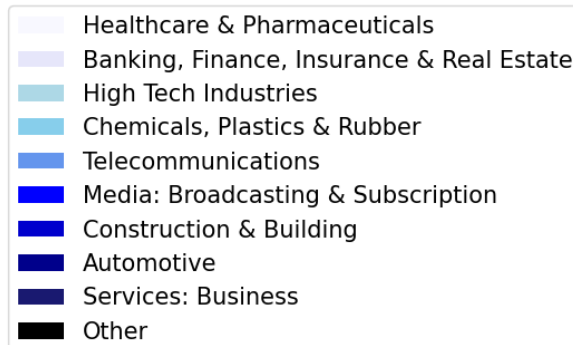 Healthcare & Pharmaceuticals
Banking, Finance, Insurance & Real Estate
High Tech Industries
Chemicals, Plastics & Rubber
Telecommunications
Media: Broadcasting & Subscription
Construction & Building
Automotive
Services: Business
Other